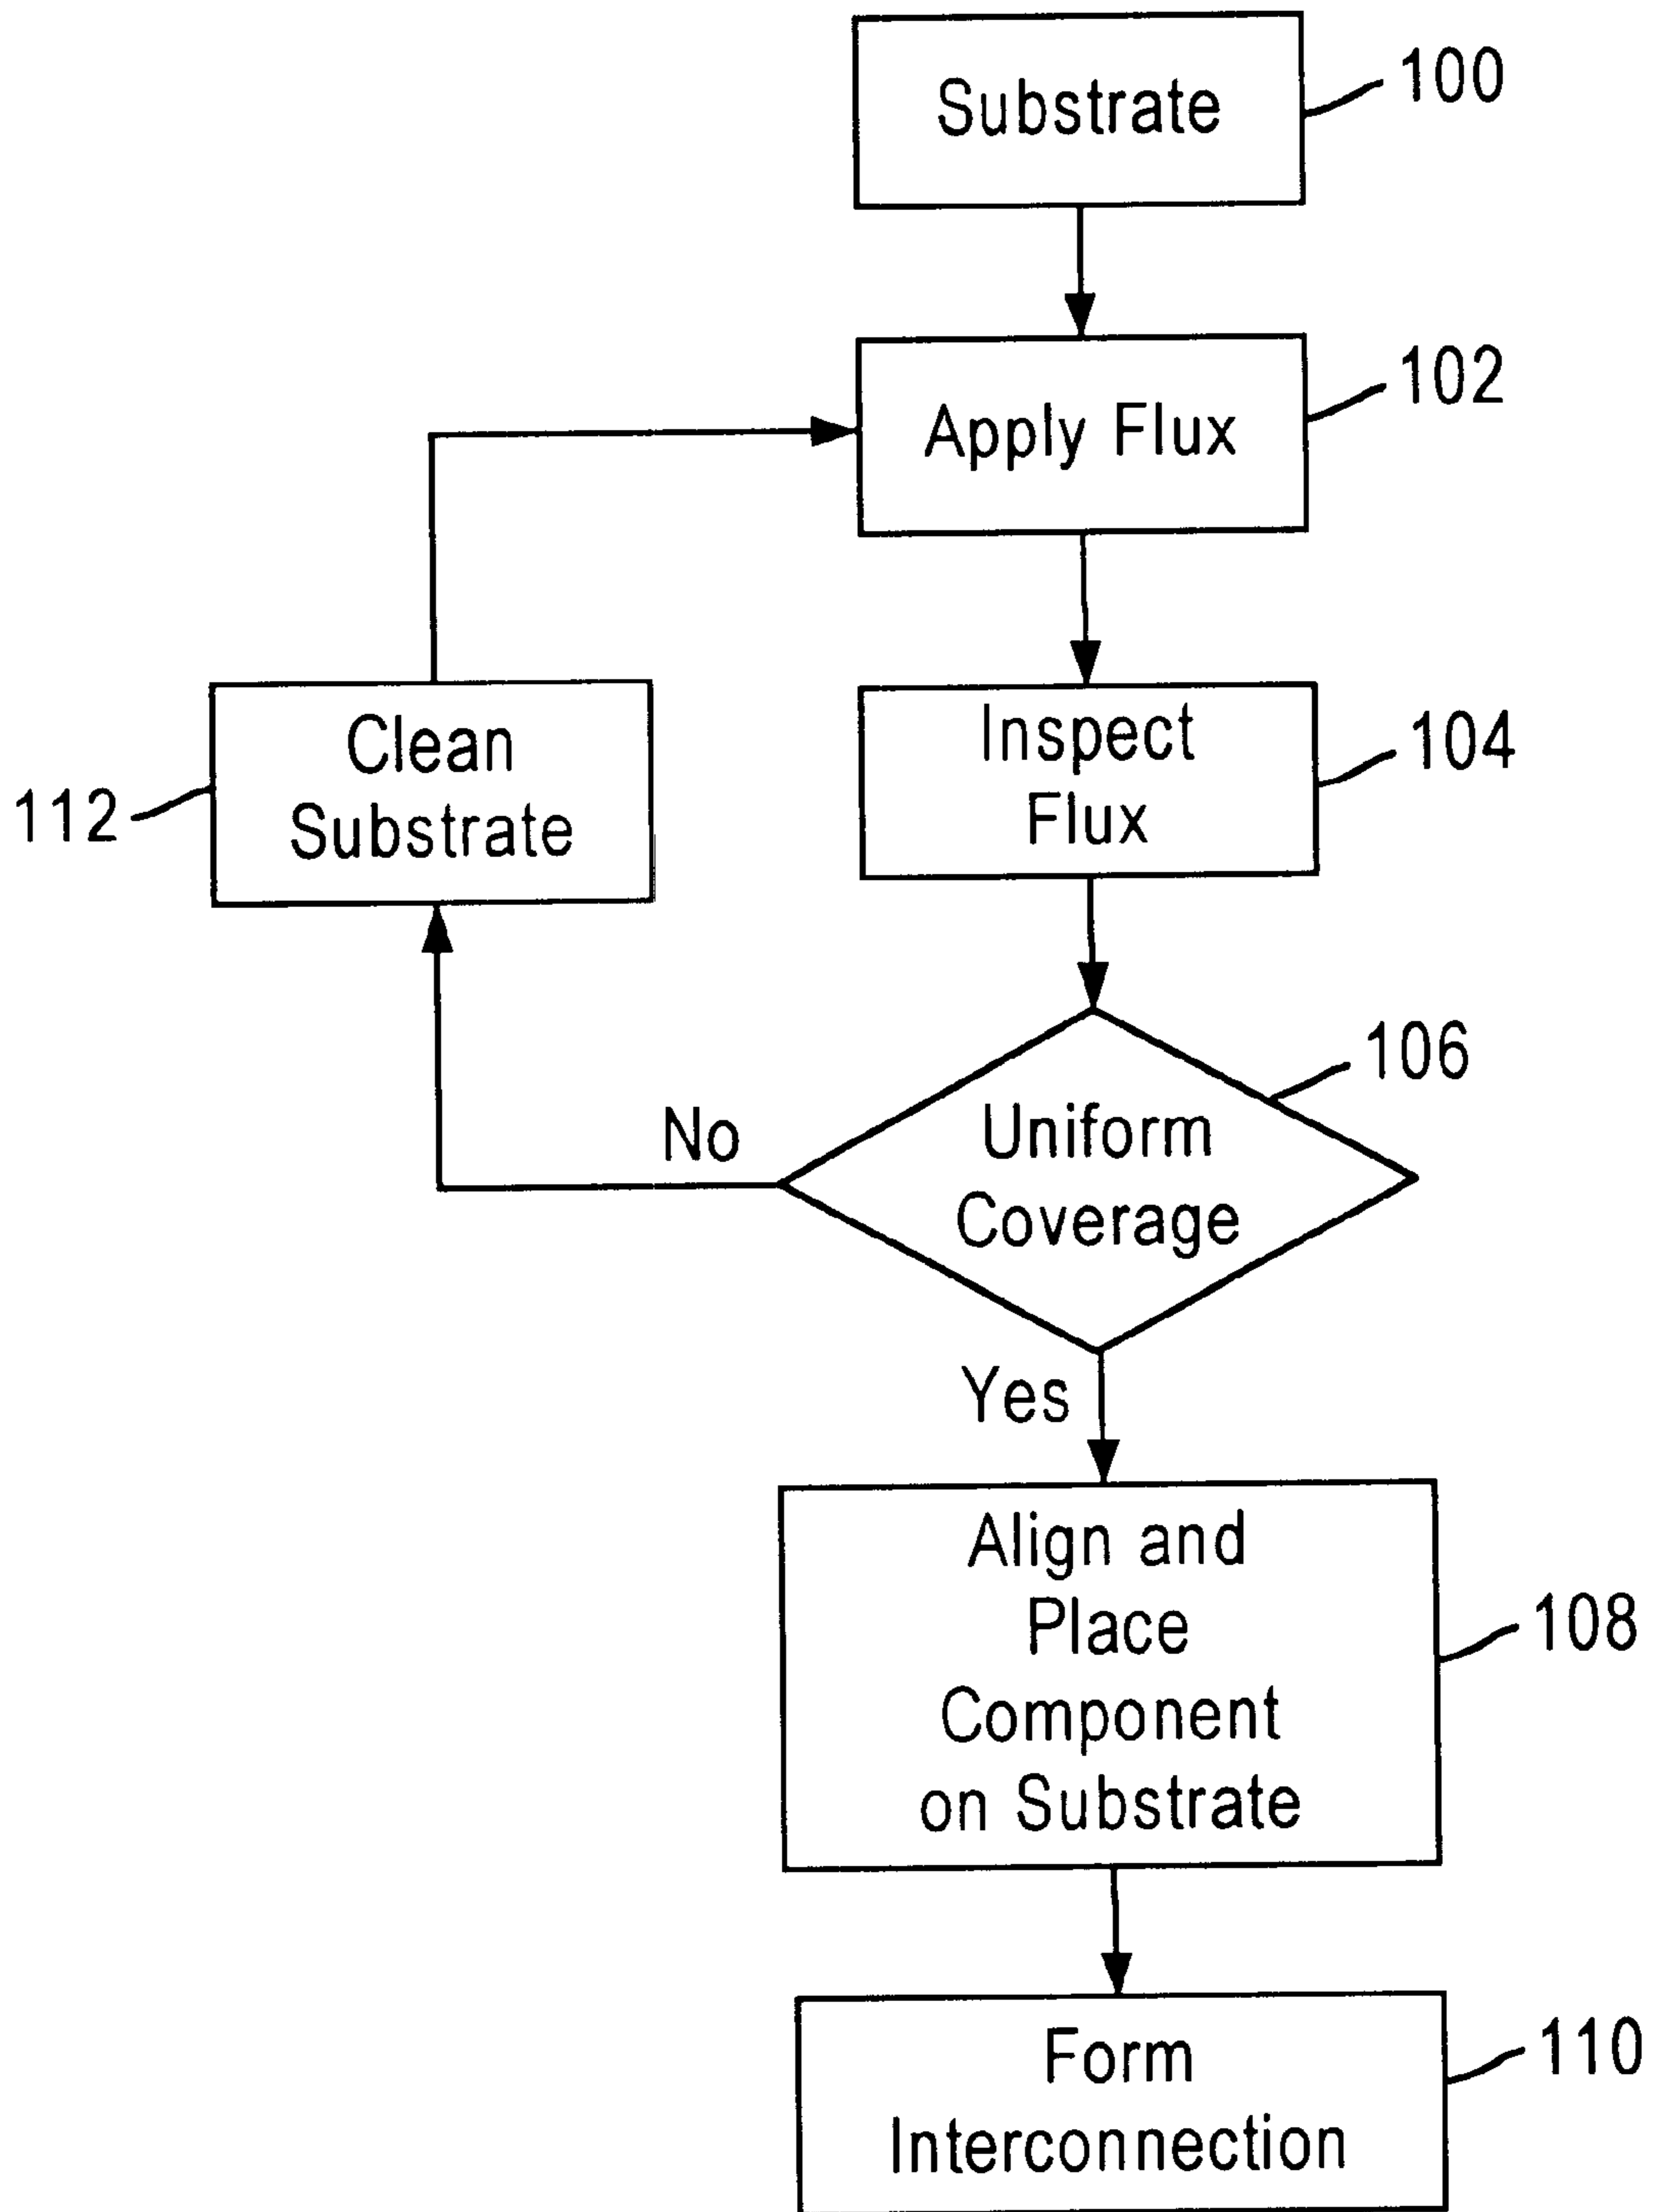 Substrate
100
Apply Flux
102
Inspect
Flux
104
Clean
Substrate
112
Uniform
Coverage
106
No
Yes
Align and
Place
Component
on Substrate
108
Form
Interconnection
110